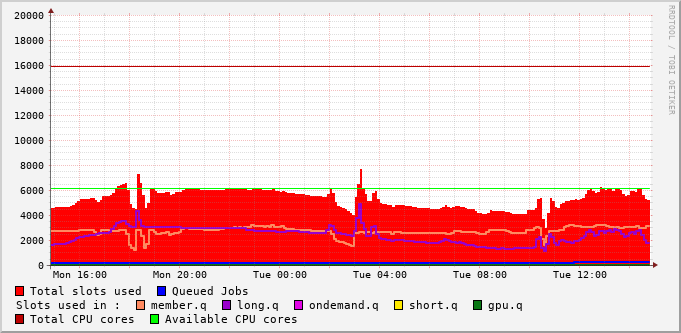 RRDTOOL / TOBI OETIKER
20000
18000
16000
14000
12000
10000
8000
6000
4000
2000
0
Mon 16:00 Mon 20:00 Tue 00:00 Tue 04:00 Tue 08:00 Tue 12:00
Total slots used Queued Jobs
Slots used in : member.q long.q ondemand.q short.q gpu.q
Total CPU cores Available CPU cores